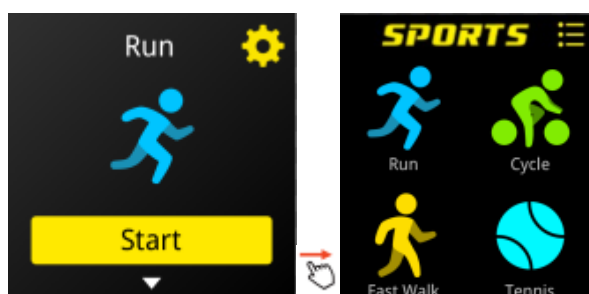 Run
Start
SPORTS
Run
Cycle
Fast Walk
Tennis